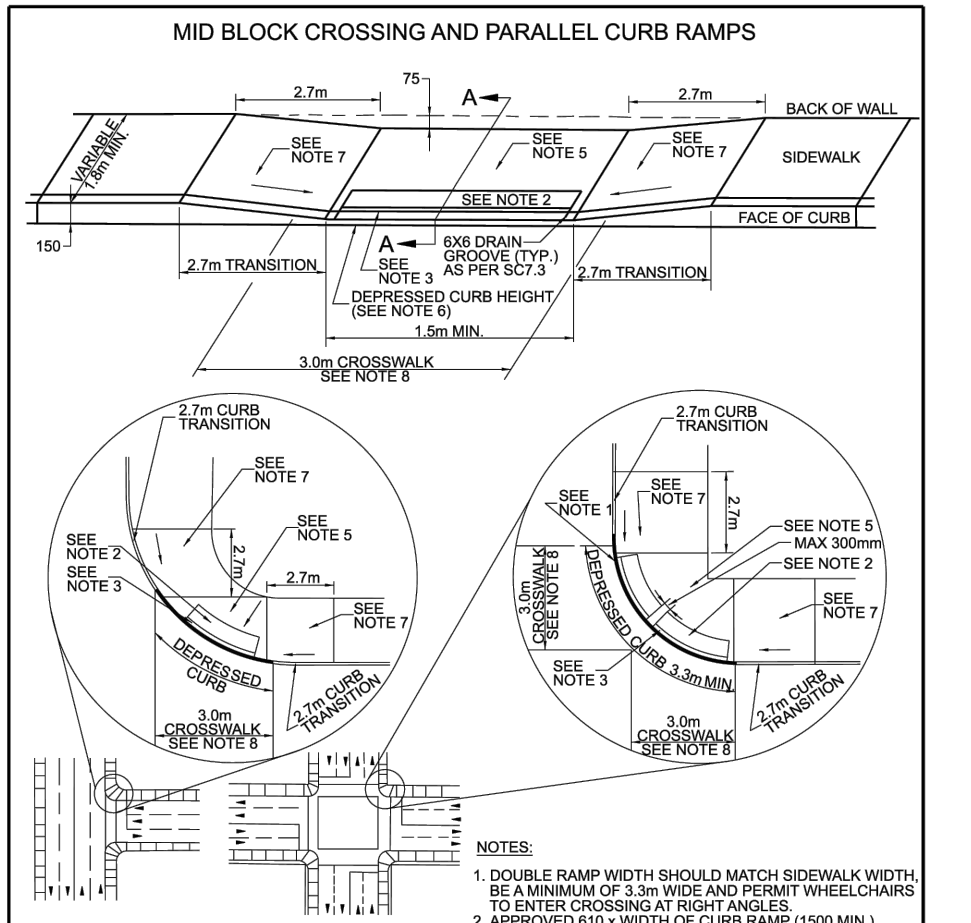 MID BLOCK CROSSING AND PARALLEL CURB RAMPS
75
2.7m
A
2.7m
BACK OF WALL
VARIABLE
1.8m MIN.
SEE
NOTE 7
SEE
NOTE 5
SEE
NOTE 7
SIDEWALK
SEE NOTE 2
FACE OF CURB
150
A
6X6 DRAIN
GROOVE (TYP.)
AS PER SC7.3
2.7m TRANSITION
SEE
NOTE 3
2.7m TRANSITION
DEPRESSED CURB HEIGHT
(SEE NOTE 6)
1.5m MIN.
3.0m CROSSWALK
SEE NOTE 8
2.7m CURB
TRANSITION
SEE
NOTE 7
SEE
NOTE 5
SEE
NOTE 2
SEE
NOTE 3
2.7m
2.7m
SEE
NOTE 7
DEPRESSED
CURB
2.7m CURB
TRANSITION
3.0m
CROSSWALK
SEE NOTE 8
2.7m CURB
TRANSITION
SEE
NOTE 1
SEE
NOTE 7
2.7m
SEE NOTE 5
MAX 300mm
SEE NOTE 2
3.0m
CROSSWALK
SEE NOTE 8
DEPRESSED CURB 3.3m MIN.
SEE
NOTE 7
SEE
NOTE 3
2.7m CURB
TRANSITION
3.0m
CROSSWALK
SEE NOTE 8
NOTES:
1. DOUBLE RAMP WIDTH SHOULD MATCH SIDEWALK WIDTH,
BE A MINIMUM OF 3.3m WIDE AND PERMIT WHEELCHAIRS
TO ENTER CROSSING AT RIGHT ANGLES.
2. APPROVED 610 x WIDTH OF CURB RAMP (1500 MIN.)